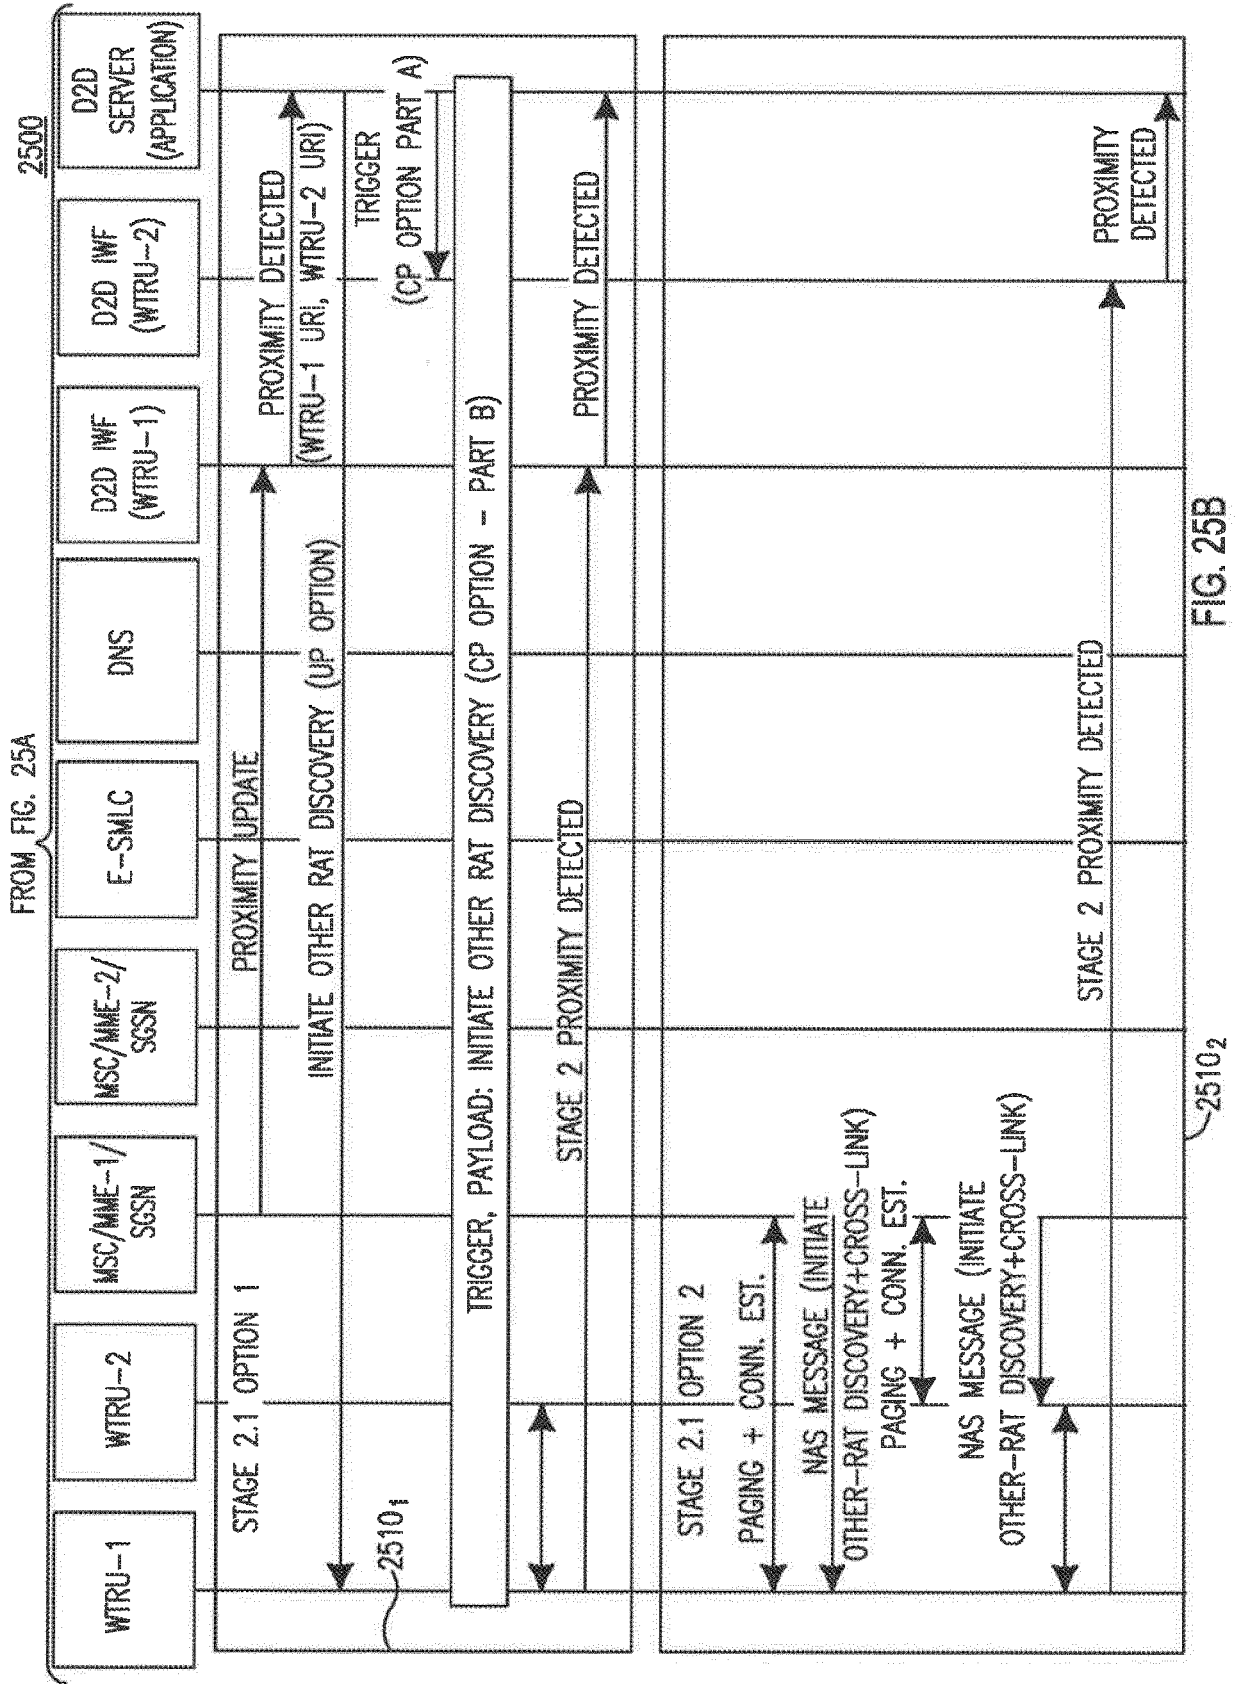 FROM FIG. 25A
2500
WTRU-1
WTRU-2
MSC/MME-1/
SGSN
MSC/MME-2/
SGSN
E-SMLC
DNS
D2D IWF
(WTRU-1)
D2D IWF
(WTRU-2)
D2D
SERVER
(APPLICATION)
STAGE 2.1 OPTION 1
PROXIMITY UPDATE
PROXIMITY DETECTED
(WTRU-1 URI, WTRU-2 URI)
INITIATE OTHER RAT DISCOVERY (UP OPTION)
TRIGGER
(CP OPTION PART A)
TRIGGER, PAYLOAD: INITIATE OTHER RAT DISCOVERY (CP OPTION – PART B)
STAGE 2 PROXIMITY DETECTED
PROXIMITY DETECTED
2510₁
STAGE 2.1 OPTION 2
PAGING + CONN. EST.
NAS MESSAGE (INITIATE
OTHER-RAT DISCOVERY+CROSS-LINK)
PAGING + CONN. EST.
NAS MESSAGE (INITIATE
OTHER-RAT DISCOVERY+CROSS-LINK)
STAGE 2 PROXIMITY DETECTED
PROXIMITY
DETECTED
2510₂
FIG. 25B